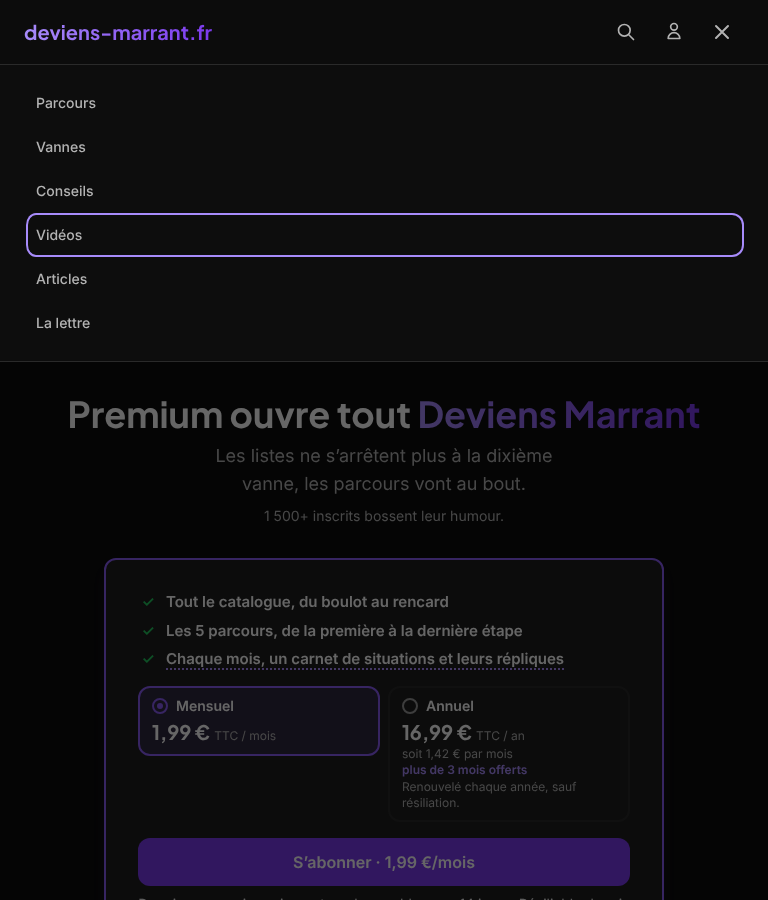 deviens-marrant.fr
Parcours
Vannes
Conseils
Vidéos
Articles
La lettre
Premium ouvre tout Deviens Marrant
Les listes ne s’arrêtent plus à la dixième
vanne, les parcours vont au bout.
1 500+ inscrits bossent leur humour.
Tout le catalogue, du boulot au rencard
Les 5 parcours, de la première à la dernière étape
Chaque mois, un carnet de situations et leurs répliques
Mensuel
1,99 € TTC / mois
Annuel
16,99 € TTC / an
soit 1,42 € par mois
plus de 3 mois offerts
Renouvelé chaque année, sauf
résiliation.
S’abonner · 1,99 €/mois